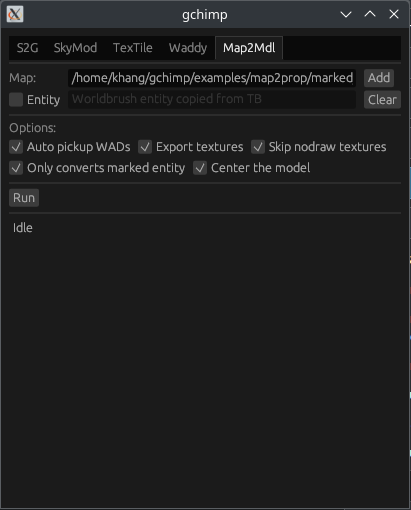 gchimp
S2G SkyMod TexTile Waddy Map2Mdl
Map: /home/khang/gchimp/examples/map2prop/marked Add
Entity Worldbrush entity copied from TB Clear
Options:
Auto pickup WADs Export textures Skip nodraw textures
Only converts marked entity Center the model
Run
Idle